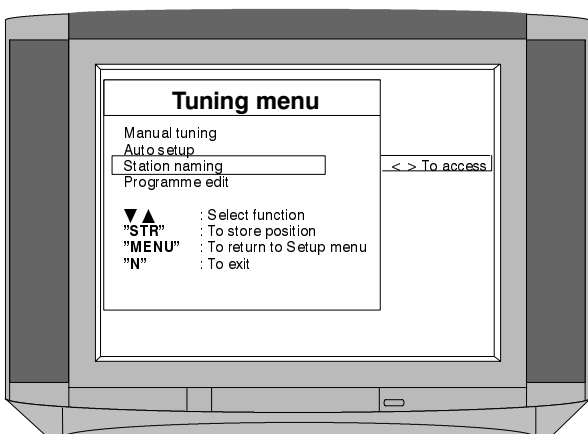 Tuning menu
Manual tuning
Auto setup
Station naming
< > To access
Programme edit
▼▲ : Select function
”STR” : To store position
”MENU” : To return to Setup menu
”N” : To exit